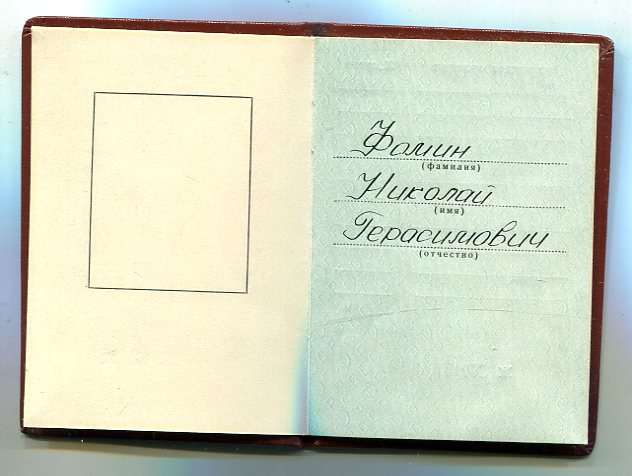 Фомин
(фамилия)
Николай
(имя)
Герасимович
(отчество)